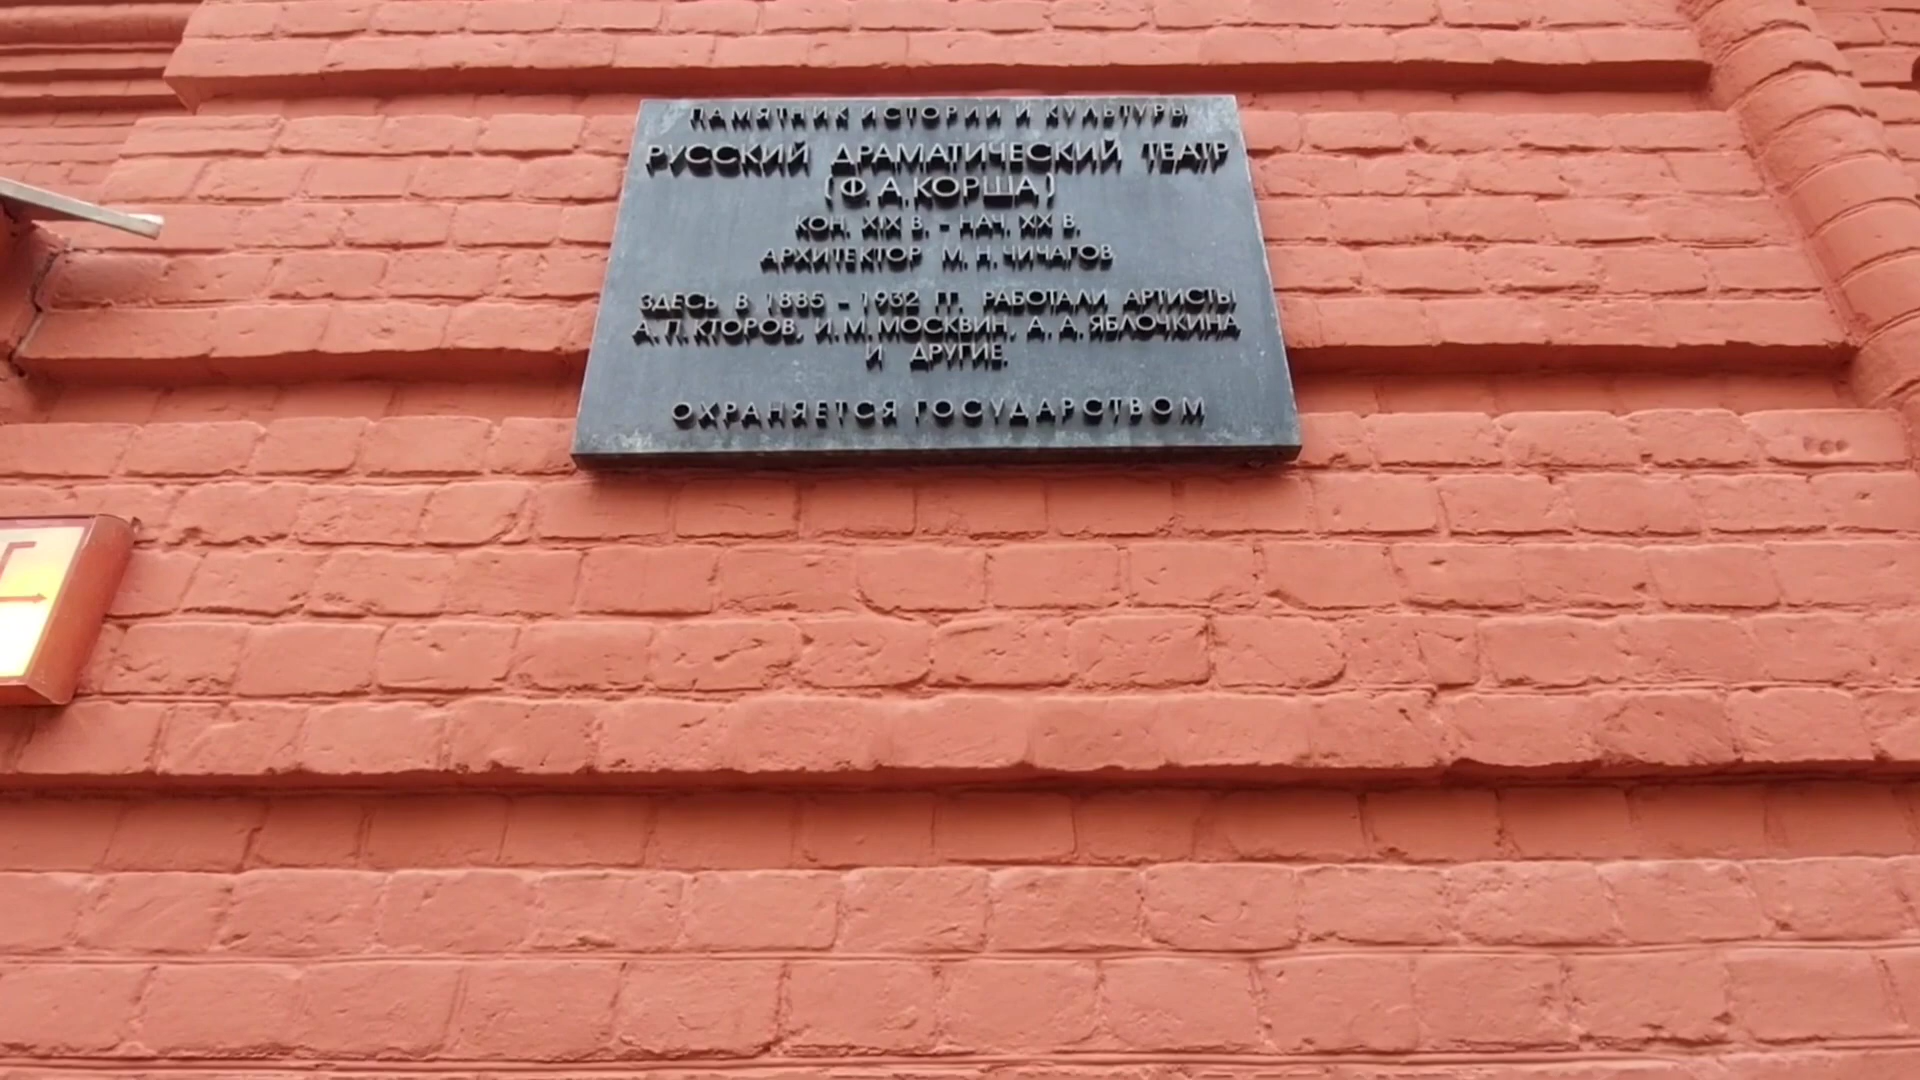 ПАМЯТНИК ИСТОРИИ И КУЛЬТУРЫ
РУССКИЙ ДРАМАТИЧЕСКИЙ ТЕАТР
(Ф.А.КОРША)
КОН. XIX В. - НАЧ. XX В.
АРХИТЕКТОР М.Н.ЧИЧАГОВ
ЗДЕСЬ В 1885 - 1932 ГГ. РАБОТАЛИ АРТИСТЫ
А.П.КТОРОВ, И.М.МОСКВИН, А.А.ЯБЛОЧКИНА
И ДРУГИЕ.
ОХРАНЯЕТСЯ ГОСУДАРСТВОМ